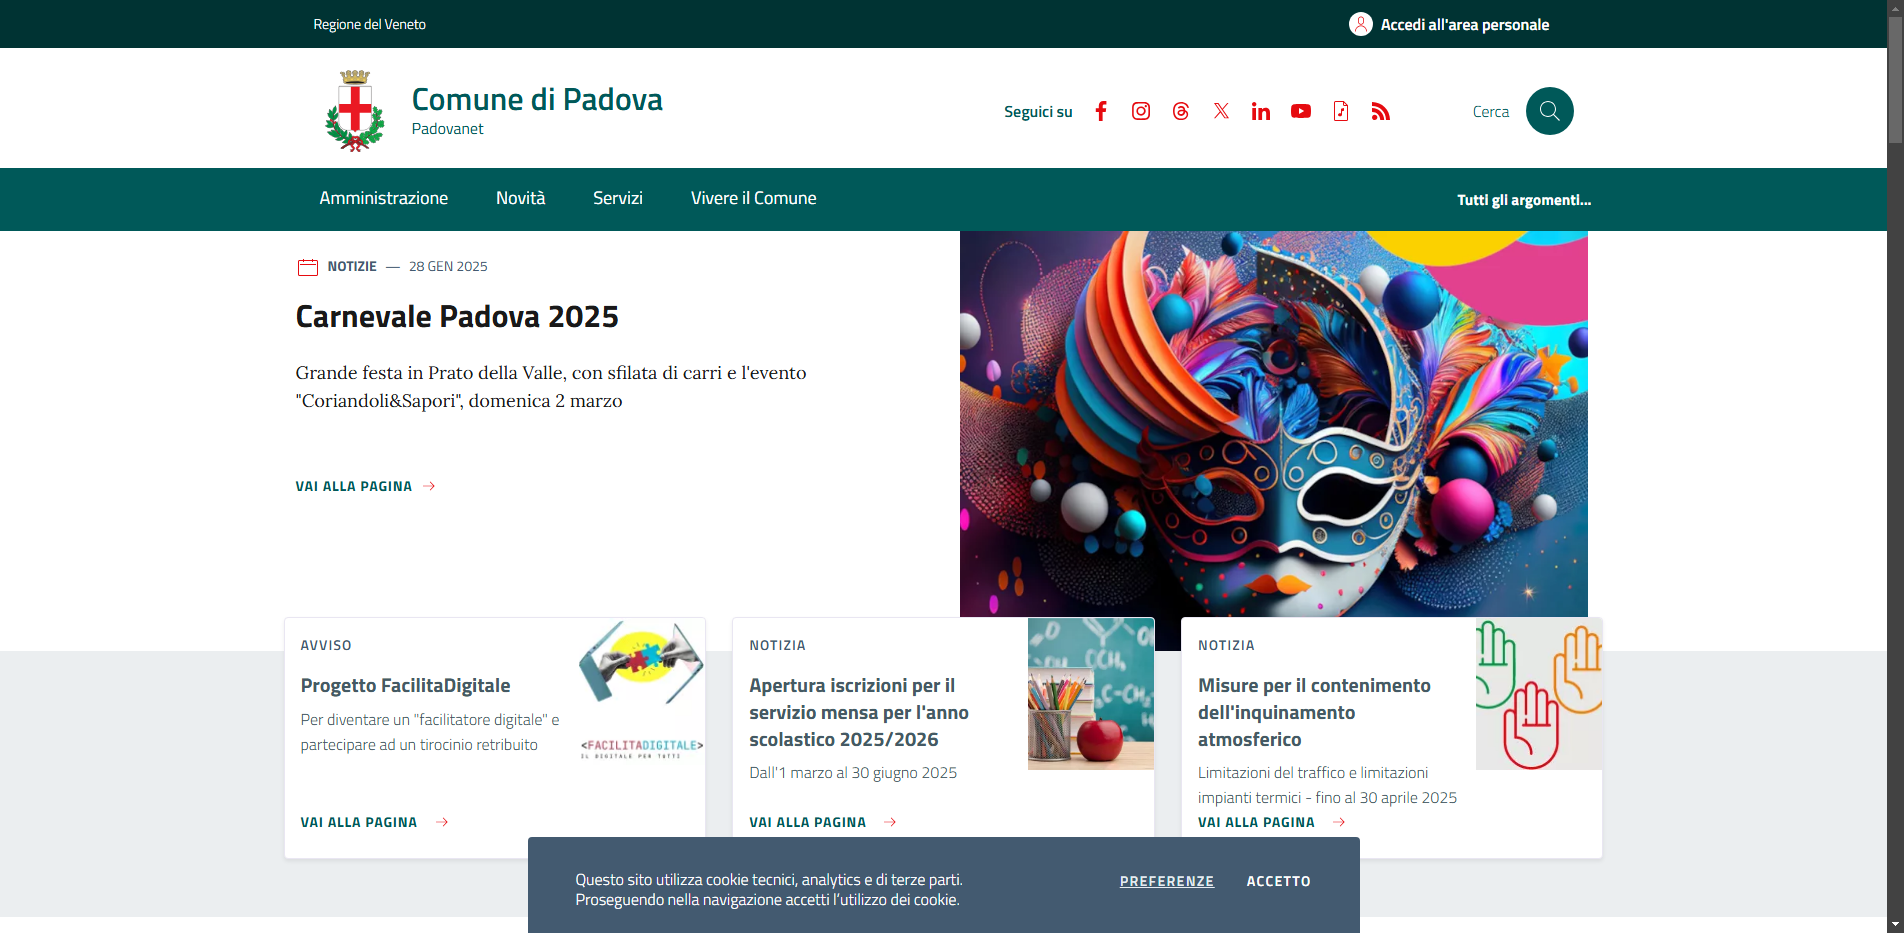 Regione del Veneto
Accedi all'area personale
Comune di Padova
Padovanet
Seguici su
Cerca
Amministrazione
Novità
Servizi
Vivere il Comune
Tutti gli argomenti...
NOTIZIE — 28 GEN 2025
Carnevale Padova 2025
Grande festa in Prato della Valle, con sfilata di carri e l'evento
"Coriandoli&Sapori", domenica 2 marzo
VAI ALLA PAGINA
AVVISO
Progetto FacilitaDigitale
Per diventare un "facilitatore digitale" e
partecipare ad un tirocinio retribuito
<FACILITADIGITALE>
IL DIGITALE PER TUTTI
VAI ALLA PAGINA
NOTIZIA
Apertura iscrizioni per il
servizio mensa per l'anno
scolastico 2025/2026
Dall'1 marzo al 30 giugno 2025
VAI ALLA PAGINA
NOTIZIA
Misure per il contenimento
dell'inquinamento
atmosferico
Limitazioni del traffico e limitazioni
impianti termici - fino al 30 aprile 2025
VAI ALLA PAGINA
Questo sito utilizza cookie tecnici, analytics e di terze parti.
Proseguendo nella navigazione accetti l'utilizzo dei cookie.
PREFERENZE
ACCETTO